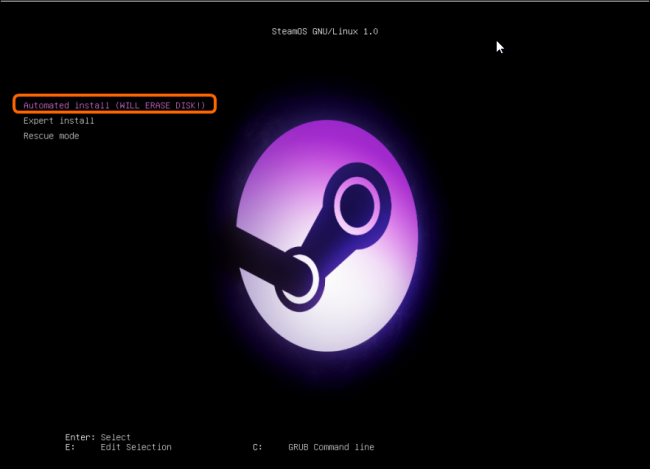 SteamOS GNU/Linux 1.0
Automated install (WILL ERASE DISK!)
Expert install
Rescue mode
Enter: Select
E: Edit Selection C: GRUB Command line